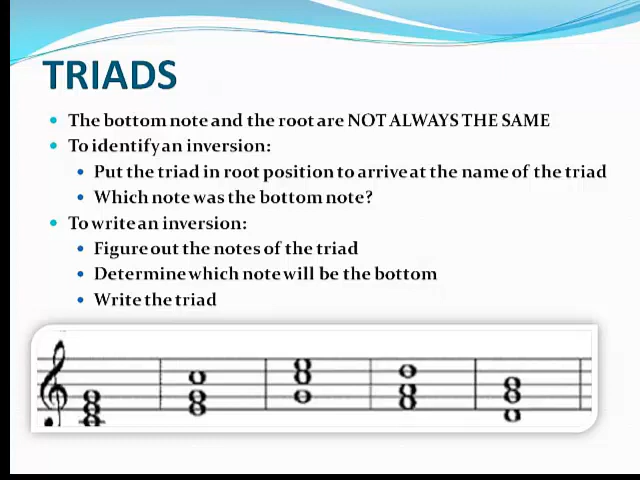 TRIADS
The bottom note and the root are NOT ALWAYS THE SAME
To identify an inversion:
Put the triad in root position to arrive at the name of the triad
Which note was the bottom note?
To write an inversion:
Figure out the notes of the triad
Determine which note will be the bottom
Write the triad